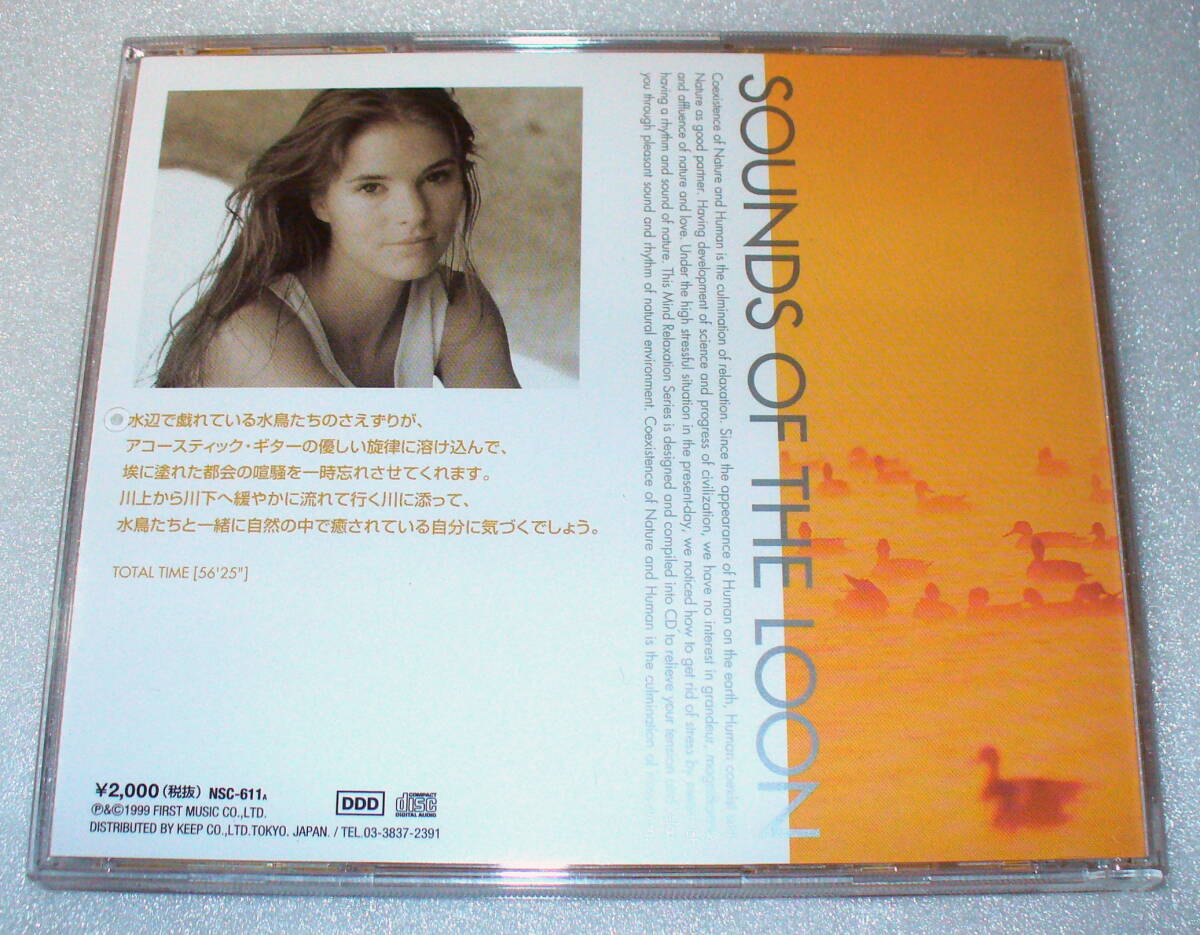 SOUNDS OF THE LOON
Coexistence of Nature and Human is the culmination of relaxation. Since the appearance of Human on the earth, Human coexist
Nature as good partner. Having development of science and progress of civilization, we have no interest in grandeur,
and affluence of nature and love. Under the high stressful situation in the present-day, we noticed how to get rid of stress by
having a rhythm and sound of nature. This Mind Relaxation Series is designed and compiled into CD, to relieve your tension
you through pleasant sound and rhythm of natural environment. Coexistence of Nature and Human is the culmination of
水辺で戯れている水鳥たちのさえずりが、
アコースティック・ギターの優しい旋律に溶け込んで、
埃に塗れた都会の喧騒を一時忘れさせてくれます。
川上から川下へ緩やかに流れて行く川に添って、
水鳥たちと一緒に自然の中で癒されている自分に気づくでしょう。
TOTAL TIME [56'25"]
¥2,000(税抜) NSC-611A
℗&©1999 FIRST MUSIC CO.,LTD.
DISTRIBUTED BY KEEP CO.,LTD.TOKYO. JAPAN. / TEL.03-3837-2391
DDD
COMPACT
disc
DIGITAL AUDIO